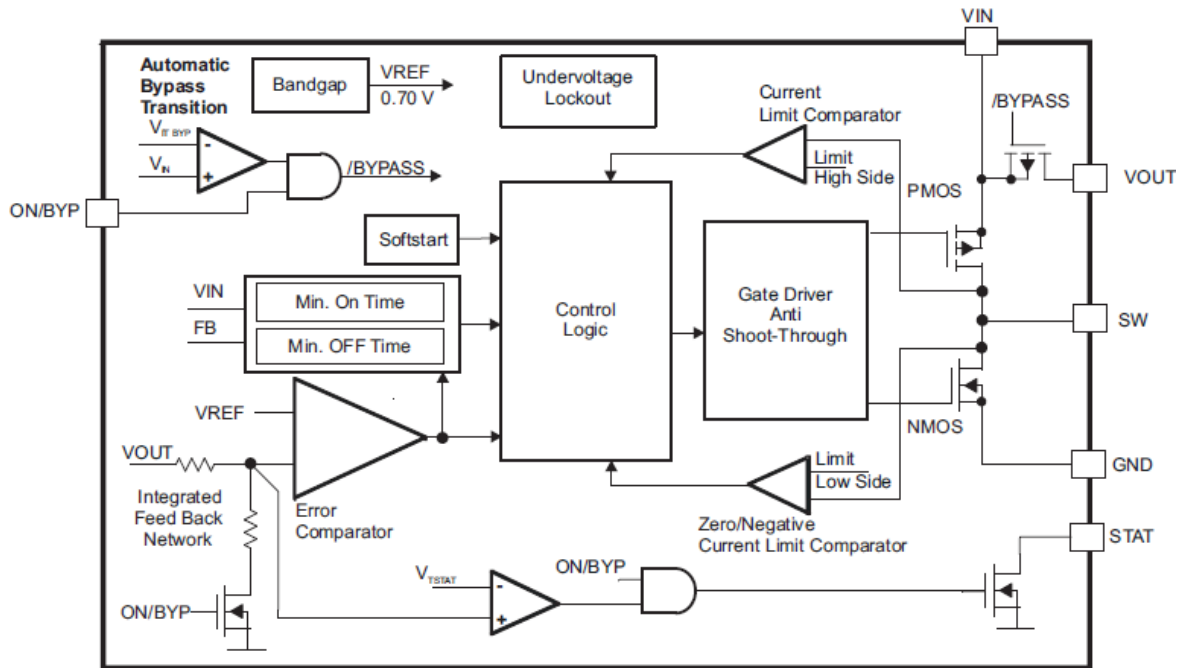 VIN
Automatic
Bypass
Transition
Bandgap
VREF
0.70 V
Undervoltage
Lockout
Current
Limit Comparator
/BYPASS
VIT BYP
-
VIN
+
/BYPASS
Limit
High Side
PMOS
VOUT
ON/BYP
Softstart
VIN
FB
Min. On Time
Min. OFF Time
Control
Logic
Gate Driver
Anti
Shoot-Through
SW
VREF
NMOS
VOUT
Limit
Low Side
GND
Integrated
Feed Back
Network
Error
Comparator
Zero/Negative
Current Limit Comparator
STAT
VTSTAT
-
+
ON/BYP
ON/BYP